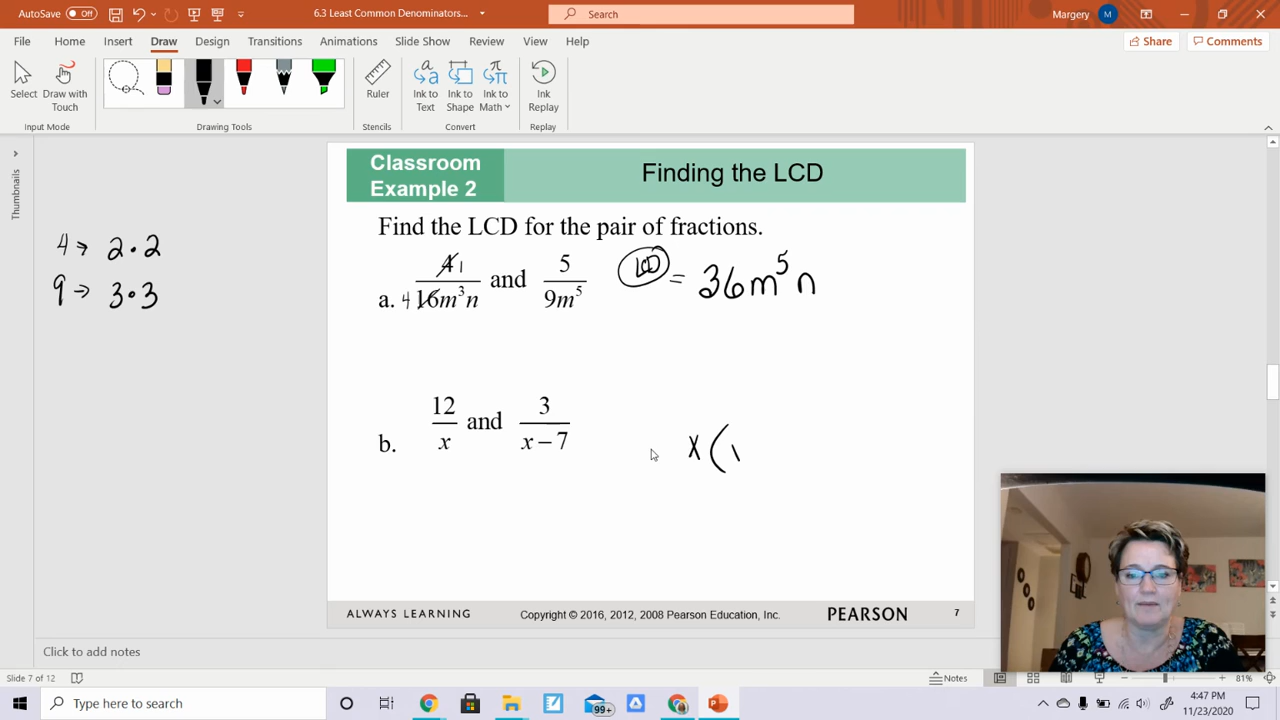 AutoSave Off 6.3 Least Common Denominators... Search Margery M
File Home Insert Draw Design Transitions Animations Slide Show Review View Help Share Comments
Select Draw with Touch Ruler Ink to Text Ink to Shape Ink to Math Ink Replay
Input Mode Drawing Tools Stencils Convert Replay
Thumbnails
4 → 2 • 2
9 → 3 • 3
Classroom Example 2
Finding the LCD
Find the LCD for the pair of fractions.
a. 4 1 / 4 16m³n and 5 / 9m⁵ LCD = 36m⁵n
b. 12 / x and 3 / x – 7 x (
ALWAYS LEARNING Copyright © 2016, 2012, 2008 Pearson Education, Inc. PEARSON 7
Click to add notes
Slide 7 of 12 Notes 81%
Type here to search 99+ 4:47 PM
11/23/2020